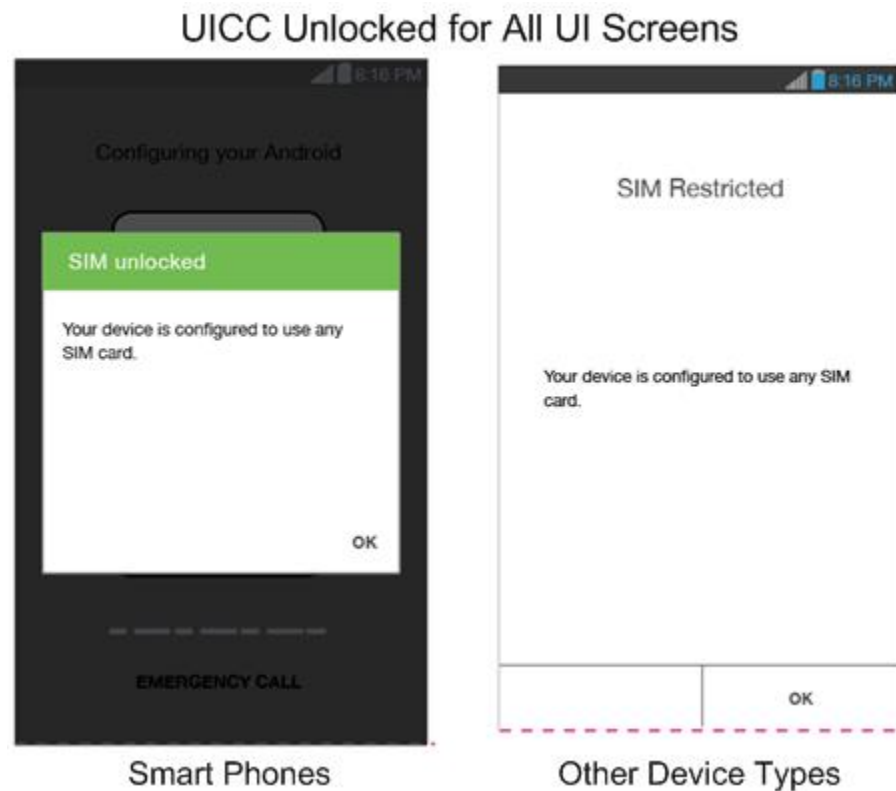 UICC Unlocked for All UI Screens
8:16 PM
Configuring your Android
SIM unlocked
Your device is configured to use any
SIM card.
OK
EMERGENCY CALL
Smart Phones
8:16 PM
SIM Restricted
Your device is configured to use any SIM
card.
OK
Other Device Types